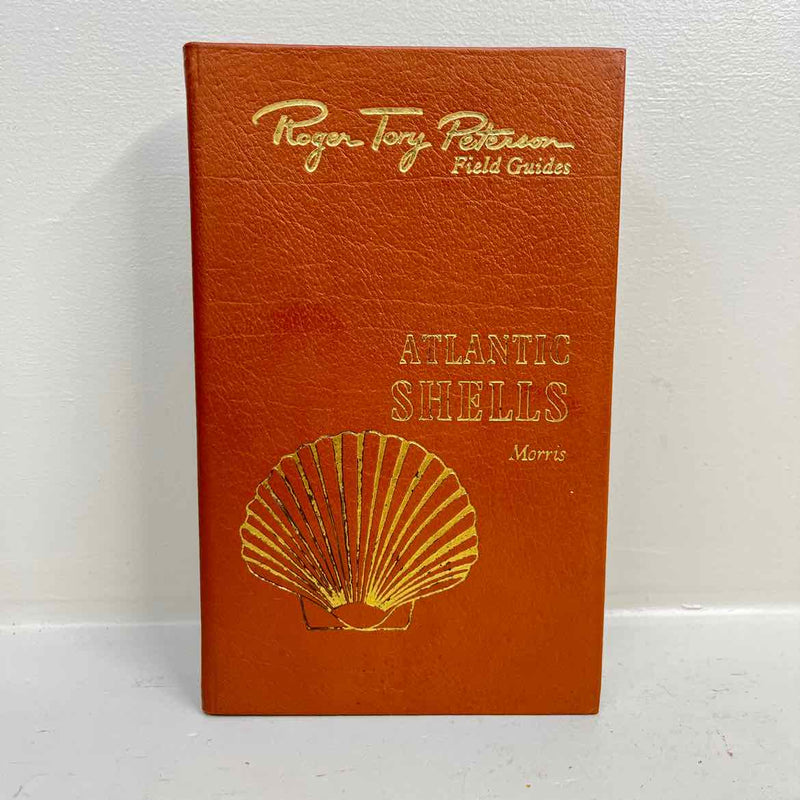 Roger Tory Peterson
Field Guides
ATLANTIC
SHELLS
Morris